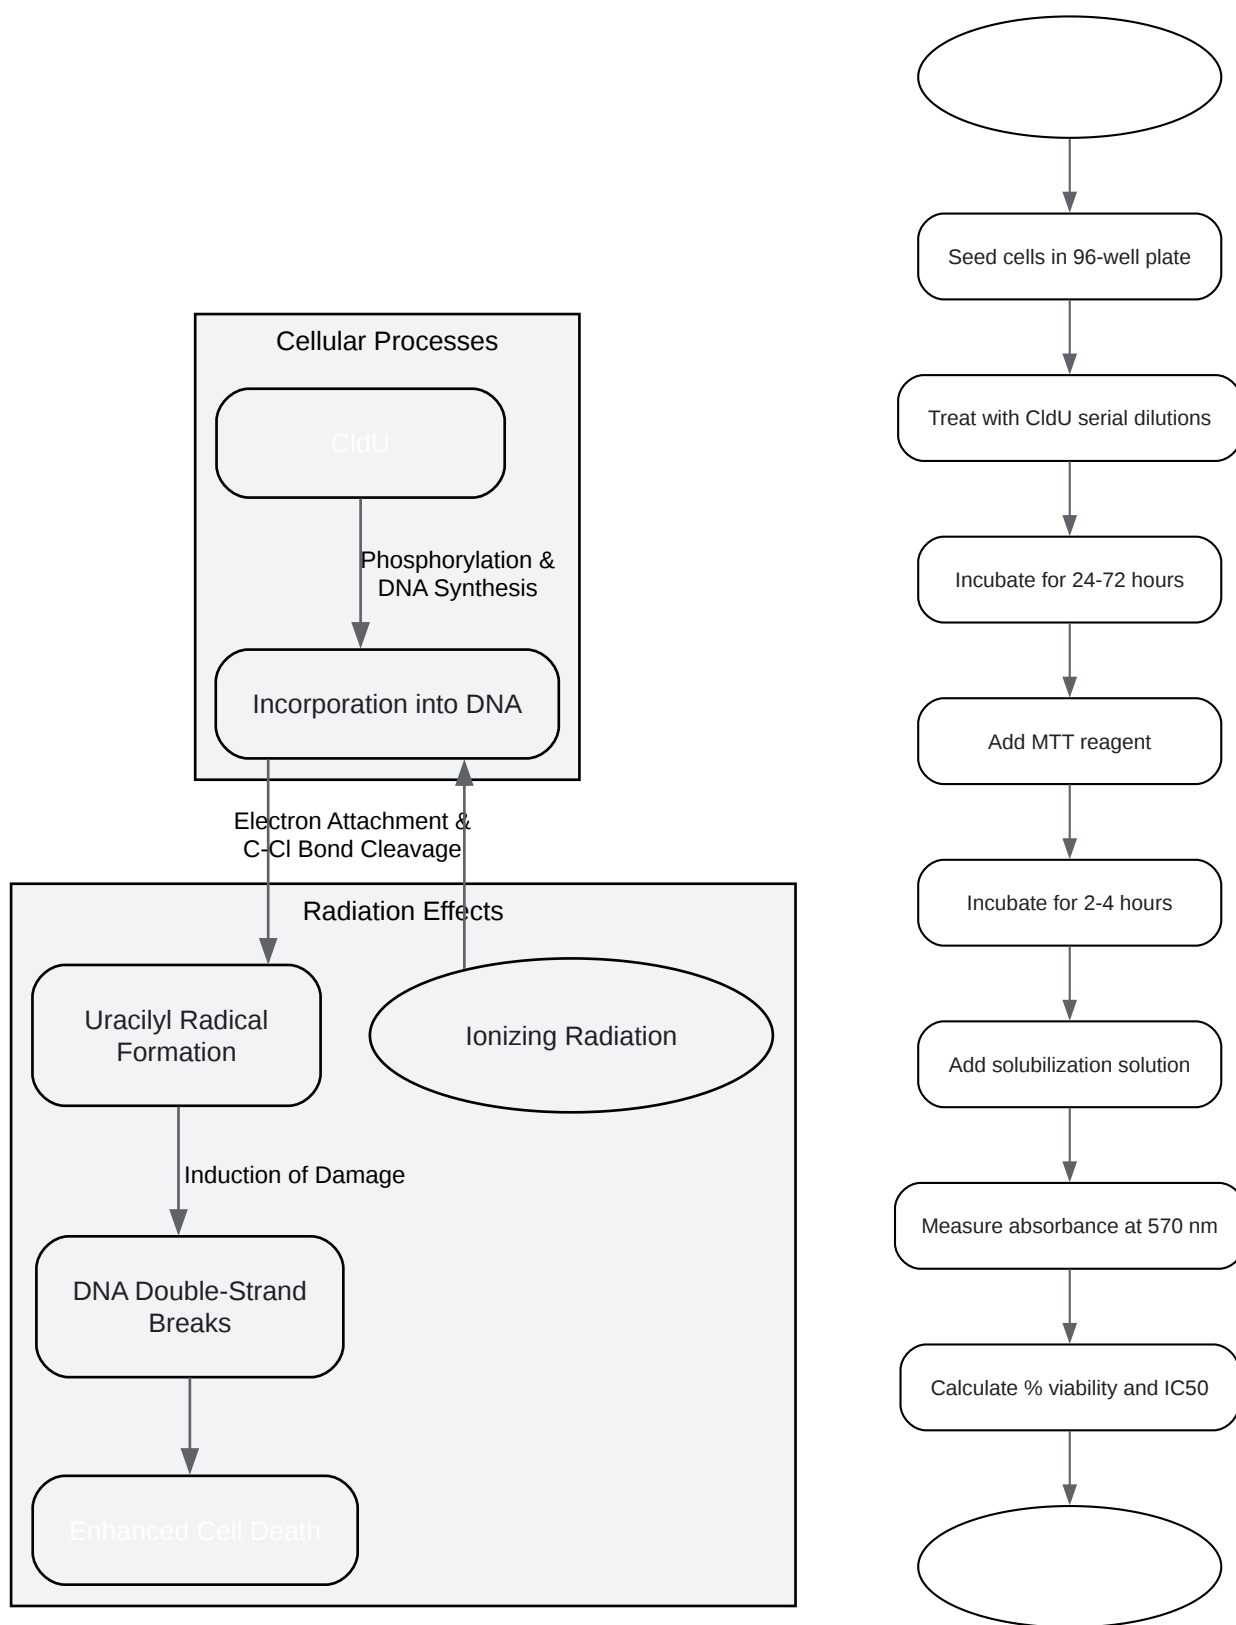 Cellular Processes
CldU
Phosphorylation &
DNA Synthesis
Incorporation into DNA
Electron Attachment &
C-Cl Bond Cleavage
Radiation Effects
Uracilyl Radical
Formation
Ionizing Radiation
Induction of Damage
DNA Double-Strand
Breaks
Enhanced Cell Death
Seed cells in 96-well plate
Treat with CldU serial dilutions
Incubate for 24-72 hours
Add MTT reagent
Incubate for 2-4 hours
Add solubilization solution
Measure absorbance at 570 nm
Calculate % viability and IC50